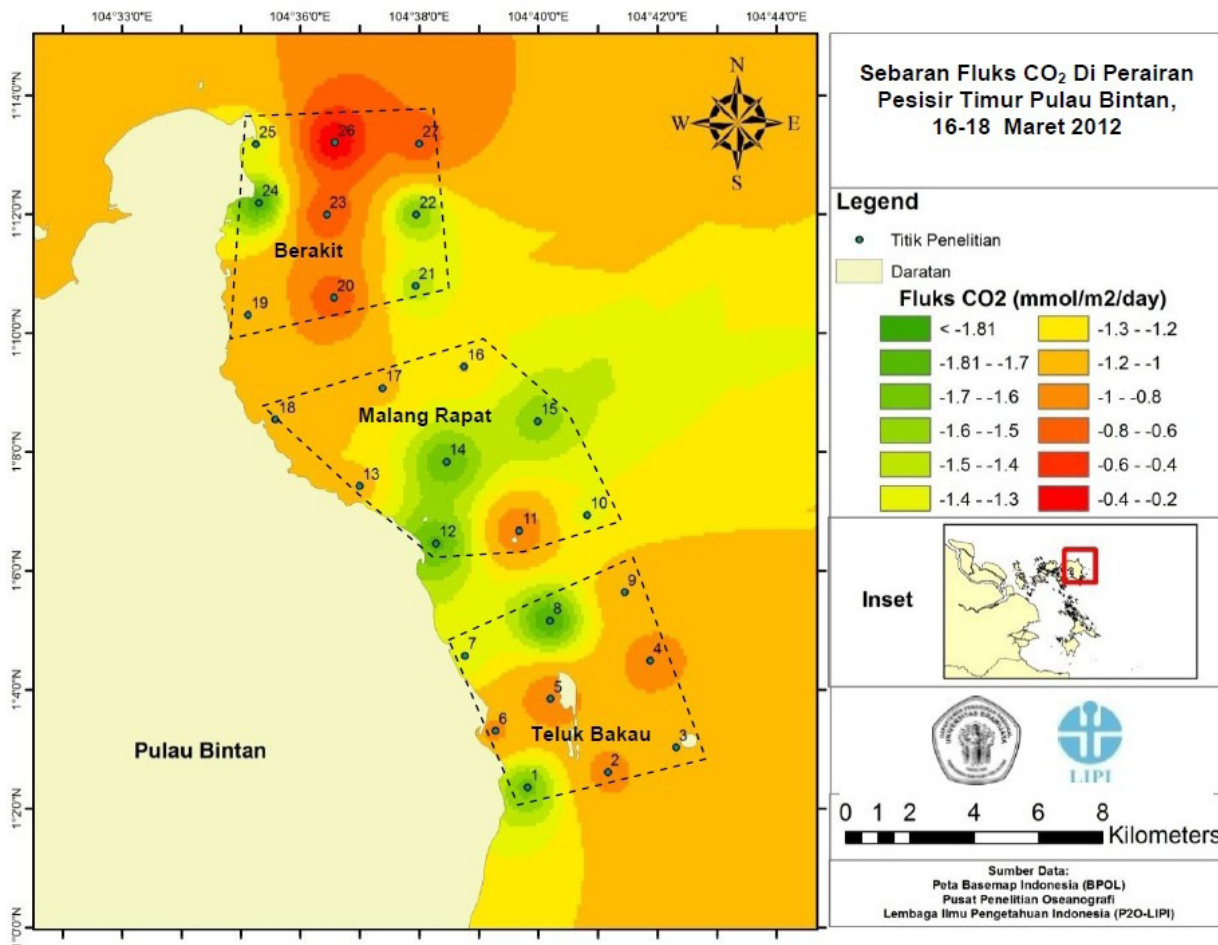 104°33'0"E
104°36'0"E
104°38'0"E
104°40'0"E
104°42'0"E
104°44'0"E
1°14'0"N
1°12'0"N
1°10'0"N
1°8'0"N
1°6'0"N
1°4'0"N
1°2'0"N
1°0'0"N
25
26
27
24
23
22
Berakit
21
20
19
16
17
18
Malang Rapat
15
14
13
12
11
10
9
8
7
4
5
6
Teluk Bakau
3
2
1
Pulau Bintan
N
W
E
S
Sebaran Fluks CO2 Di Perairan
Pesisir Timur Pulau Bintan,
16-18 Maret 2012
Legend
Titik Penelitian
Daratan
Fluks CO2 (mmol/m2/day)
< -1.81
-1.81 - -1.7
-1.7 - -1.6
-1.6 - -1.5
-1.5 - -1.4
-1.4 - -1.3
-1.3 - -1.2
-1.2 - -1
-1 - -0.8
-0.8 - -0.6
-0.6 - -0.4
-0.4 - -0.2
Inset
UNIVERSITAS BRAWIJAYA
LIPI
0 1 2 4 6 8
Kilometers
Sumber Data:
Peta Basemap Indonesia (BPOL)
Pusat Penelitian Oseanografi
Lembaga Ilmu Pengetahuan Indonesia (P2O-LIPI)